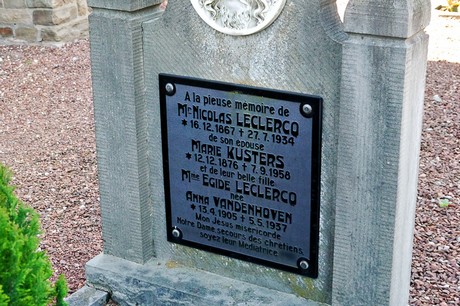 A la pieuse mémoire de
Mr Nicolas LECLERCQ
* 16.12.1867 + 27.7.1934
de son épouse
MARIE KUSTERS
* 12.12.1876 + 7.9.1958
et de leur belle fille
Mme EGIDE LECLERCQ
née
ANNA VANDENHOVEN
* 13.4.1905 + 5.5.1937
Mon Jésus miséricorde
Notre Dame secours des chrétiens
soyez leur Médiatrice